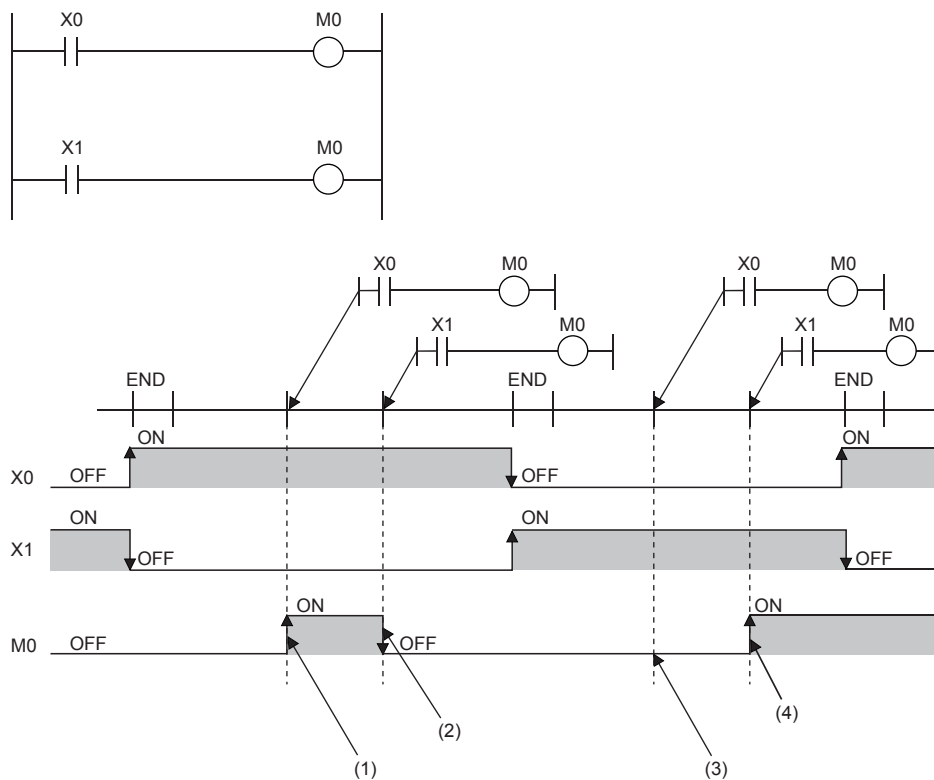 X0 M0
X1 M0
X0 M0 X0 M0
X1 M0 X1 M0
END END END
ON ON
X0 OFF OFF
ON ON
X1 OFF OFF
ON ON
M0 OFF OFF
(1) (2) (3) (4)